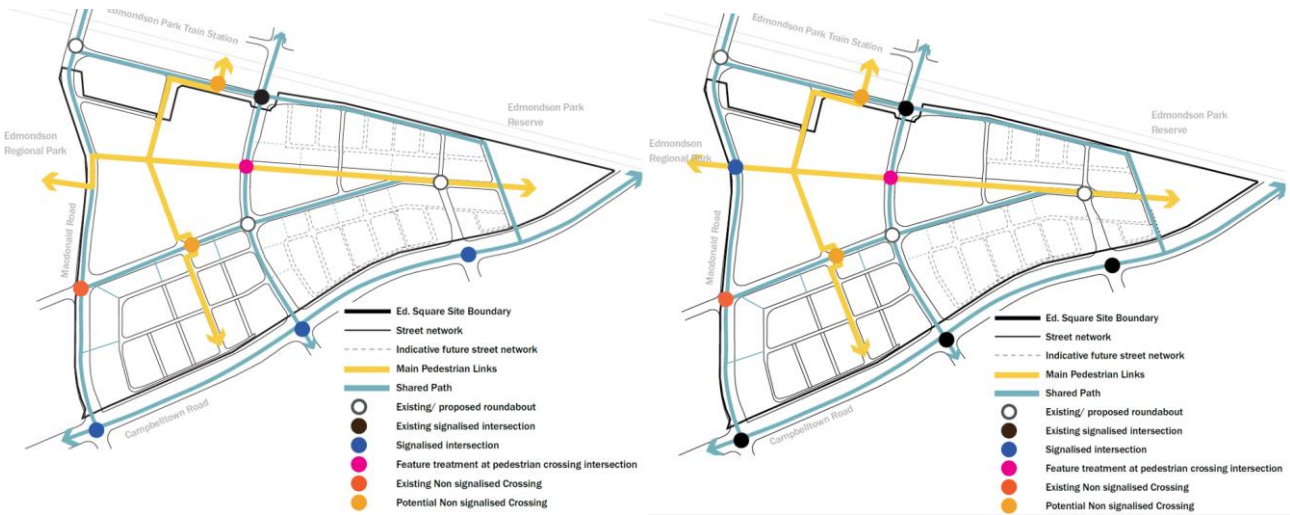 Edmondson Park Train Station
Edmondson Park
Reserve
Edmondson
Regional Park
Macdonald Road
Campbelltown Road
Ed. Square Site Boundary
Street network
Indicative future street network
Main Pedestrian Links
Shared Path
Existing/ proposed roundabout
Existing signalised intersection
Signalised intersection
Feature treatment at pedestrian crossing intersection
Existing Non signalised Crossing
Potential Non signalised Crossing
Edmondson Park Train Station
Edmondson Park
Reserve
Edmondson
Regional Park
Macdonald Road
Campbelltown Road
Ed. Square Site Boundary
Street network
Indicative future street network
Main Pedestrian Links
Shared Path
Existing/ proposed roundabout
Existing signalised intersection
Signalised intersection
Feature treatment at pedestrian crossing intersection
Existing Non signalised Crossing
Potential Non signalised Crossing